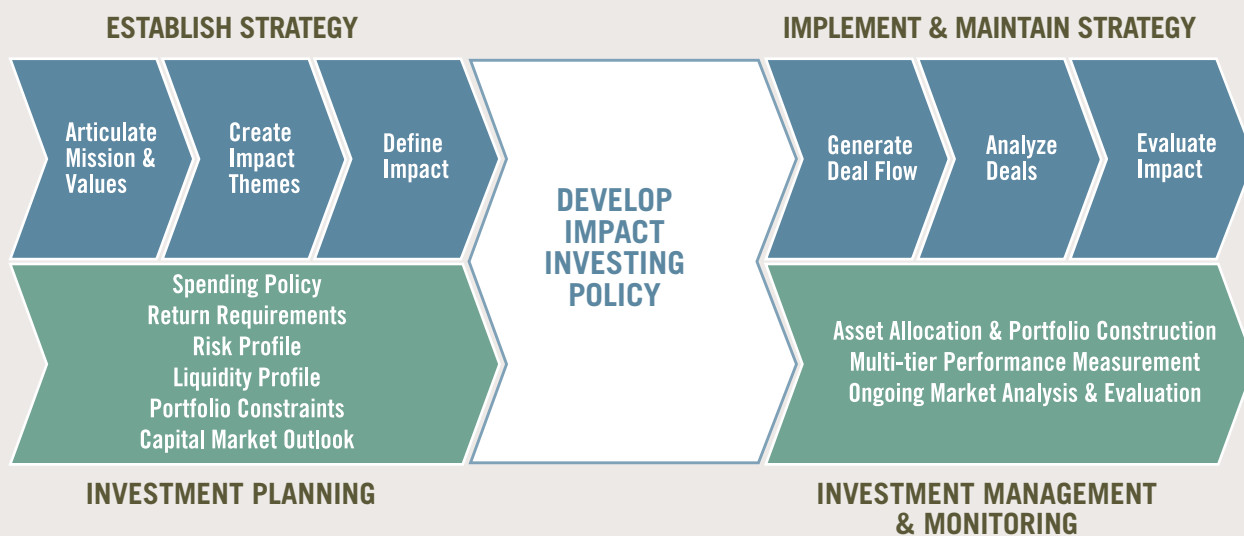 ESTABLISH STRATEGY
IMPLEMENT & MAINTAIN STRATEGY
Articulate
Mission &
Values
Create
Impact
Themes
Define
Impact
DEVELOP
IMPACT
INVESTING
POLICY
Generate
Deal Flow
Analyze
Deals
Evaluate
Impact
Spending Policy
Return Requirements
Risk Profile
Liquidity Profile
Portfolio Constraints
Capital Market Outlook
Asset Allocation & Portfolio Construction
Multi-tier Performance Measurement
Ongoing Market Analysis & Evaluation
INVESTMENT PLANNING
INVESTMENT MANAGEMENT
& MONITORING